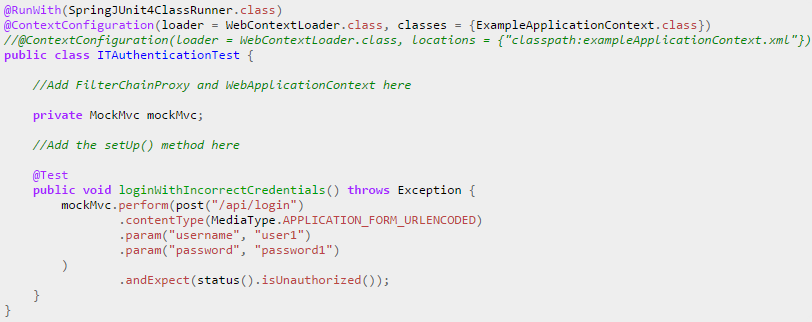 @RunWith(SpringJUnit4ClassRunner.class)
@ContextConfiguration(loader = WebContextLoader.class, classes = {ExampleApplicationContext.class})
//@ContextConfiguration(loader = WebContextLoader.class, locations = {"classpath:exampleApplicationContext.xml"})
public class ITAuthenticationTest {

    //Add FilterChainProxy and WebApplicationContext here

    private MockMvc mockMvc;

    //Add the setUp() method here

    @Test
    public void loginWithIncorrectCredentials() throws Exception {
        mockMvc.perform(post("/api/login")
                .contentType(MediaType.APPLICATION_FORM_URLENCODED)
                .param("username", "user1")
                .param("password", "password1")
        )
                .andExpect(status().isUnauthorized());
    }
}